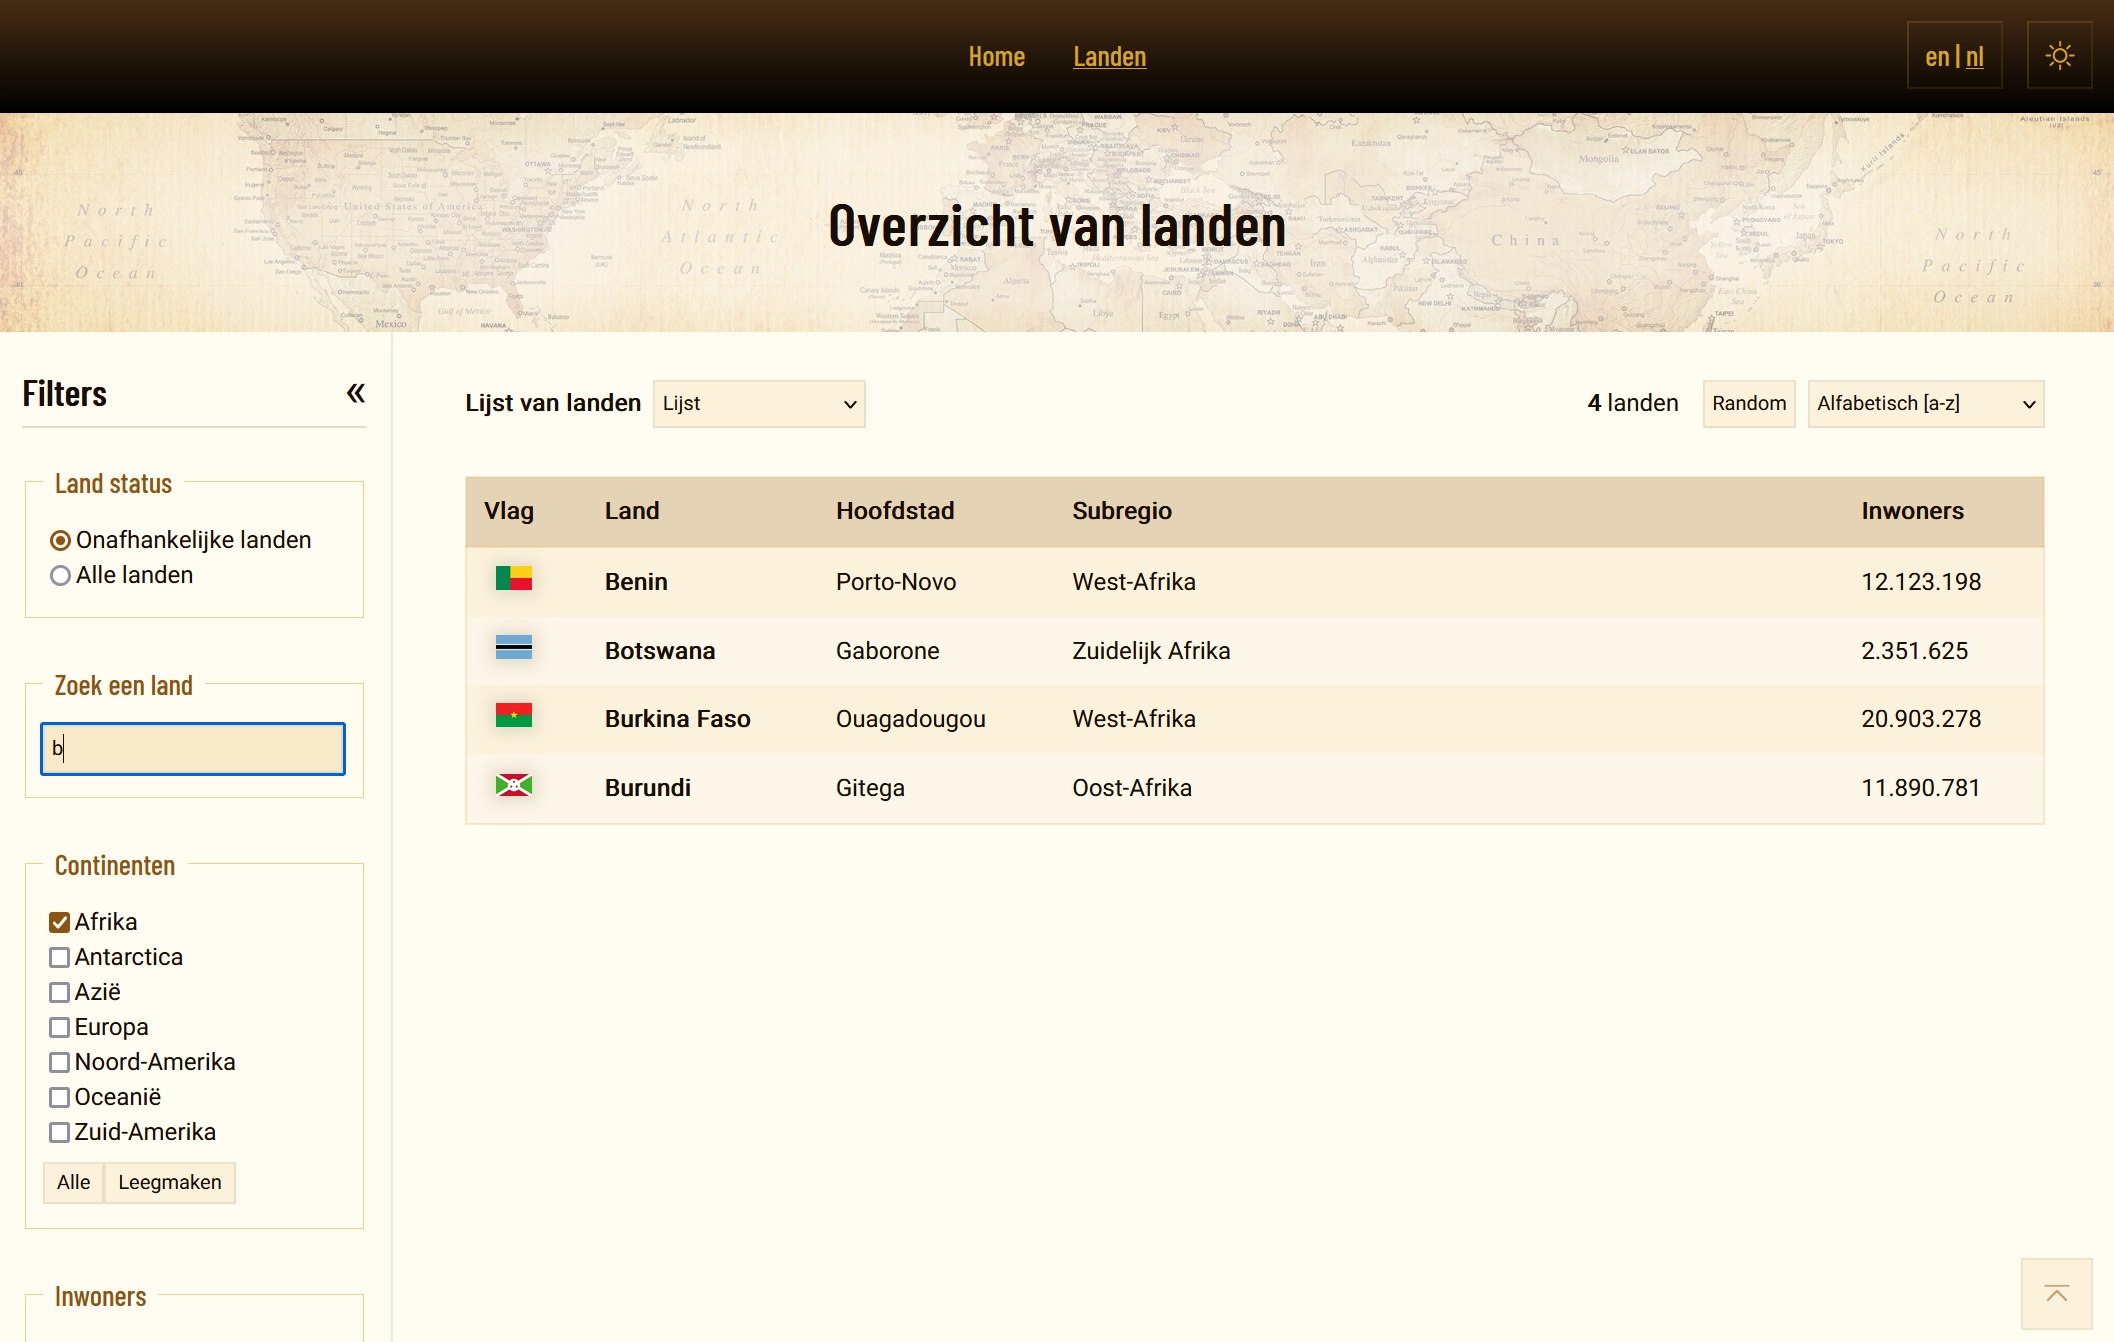 Home Landen en | nl
Overzicht van landen
North
Pacific
Ocean
North
Atlantic
Ocean
China
Mongolia
Kazakhstan
North
Pacific
Ocean
Filters «
Lijst van landen Lijst 4 landen Random Alfabetisch [a-z]
Land status
Onafhankelijke landen
Alle landen
Zoek een land
b
Continenten
Afrika
Antarctica
Azië
Europa
Noord-Amerika
Oceanië
Zuid-Amerika
Alle Leegmaken
Inwoners
Vlag Land Hoofdstad Subregio Inwoners
Benin Porto-Novo West-Afrika 12.123.198
Botswana Gaborone Zuidelijk Afrika 2.351.625
Burkina Faso Ouagadougou West-Afrika 20.903.278
Burundi Gitega Oost-Afrika 11.890.781